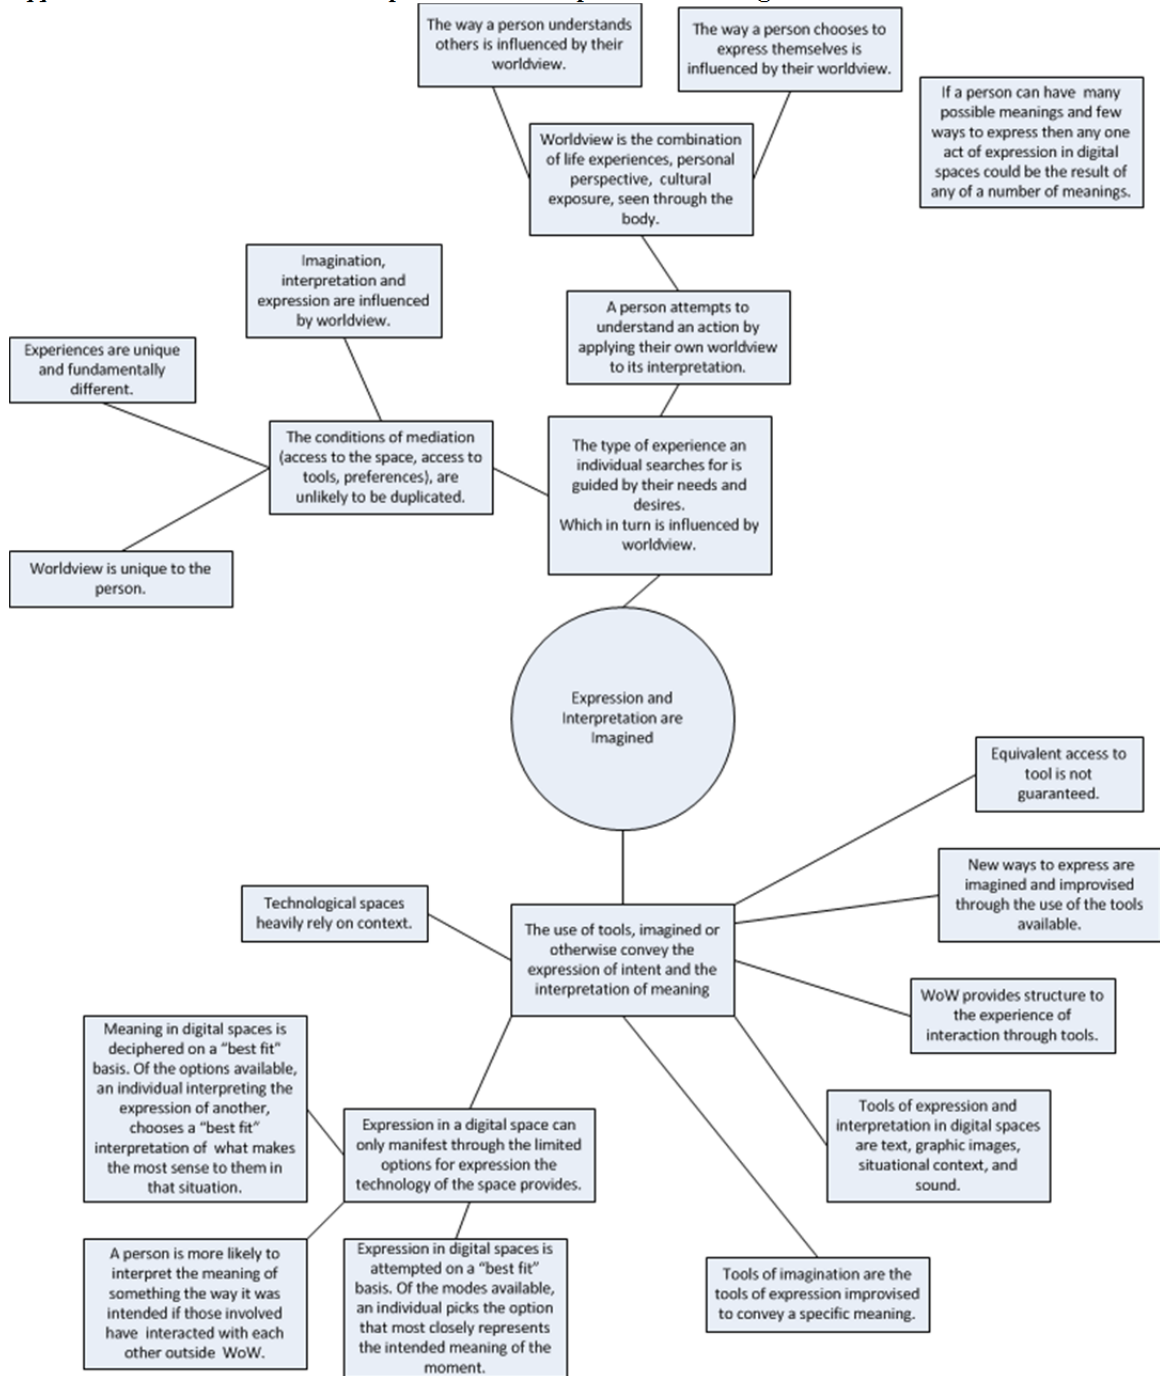 The way a person understands
others is influenced by their
worldview.
The way a person chooses to
express themselves is
influenced by their worldview.
If a person can have many
possible meanings and few
ways to express then any one
act of expression in digital
spaces could be the result of
any of a number of meanings.
Worldview is the combination
of life experiences, personal
perspective, cultural
exposure, seen through the
body.
Imagination,
interpretation and
expression are influenced
by worldview.
A person attempts to
understand an action by
applying their own worldview
to its interpretation.
Experiences are unique
and fundamentally
different.
The conditions of mediation
(access to the space, access to
tools, preferences), are
unlikely to be duplicated.
The type of experience an
individual searches for is
guided by their needs and
desires.
Which in turn is influenced by
worldview.
Worldview is unique to the
person.
Expression and
Interpretation are
Imagined
Equivalent access to
tool is not
guaranteed.
New ways to express are
imagined and improvised
through the use of the tools
available.
Technological spaces
heavily rely on context.
The use of tools, imagined or
otherwise convey the
expression of intent and the
interpretation of meaning
WoW provides structure to
the experience of
interaction through tools.
Meaning in digital spaces is
deciphered on a “best fit”
basis. Of the options available,
an individual interpreting the
expression of another,
chooses a “best fit”
interpretation of what makes
the most sense to them in
that situation.
Expression in a digital space can
only manifest through the limited
options for expression the
technology of the space provides.
Tools of expression and
interpretation in digital spaces
are text, graphic images,
situational context, and
sound.
A person is more likely to
interpret the meaning of
something the way it was
intended if those involved
have interacted with each
other outside WoW.
Expression in digital spaces is
attempted on a “best fit”
basis. Of the modes available,
an individual picks the option
that most closely represents
the intended meaning of the
moment.
Tools of imagination are the
tools of expression improvised
to convey a specific meaning.